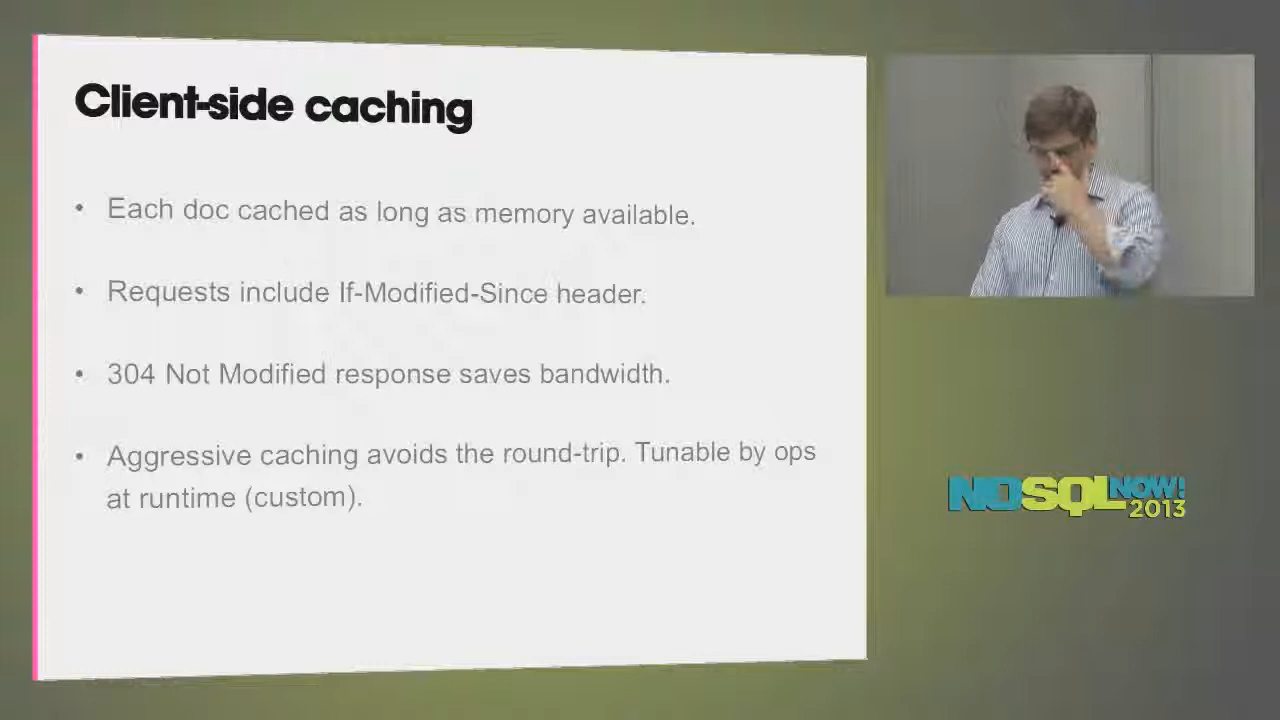 Client-side caching
• Each doc cached as long as memory available.
• Requests include If-Modified-Since header.
• 304 Not Modified response saves bandwidth.
• Aggressive caching avoids the round-trip. Tunable by ops
at runtime (custom).
NOSQL NOW!
2013